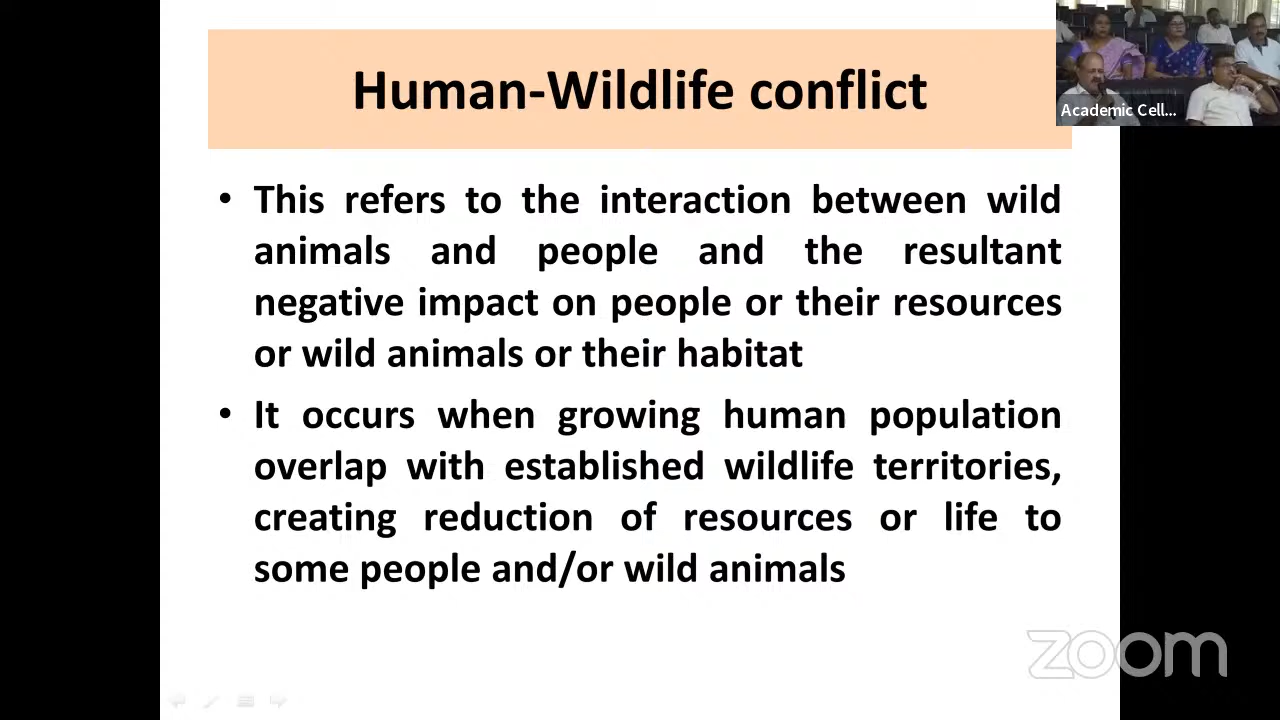 Human-Wildlife conflict
Academic Cell...
• This refers to the interaction between wild
animals and people and the resultant
negative impact on people or their resources
or wild animals or their habitat
• It occurs when growing human population
overlap with established wildlife territories,
creating reduction of resources or life to
some people and/or wild animals
zoom